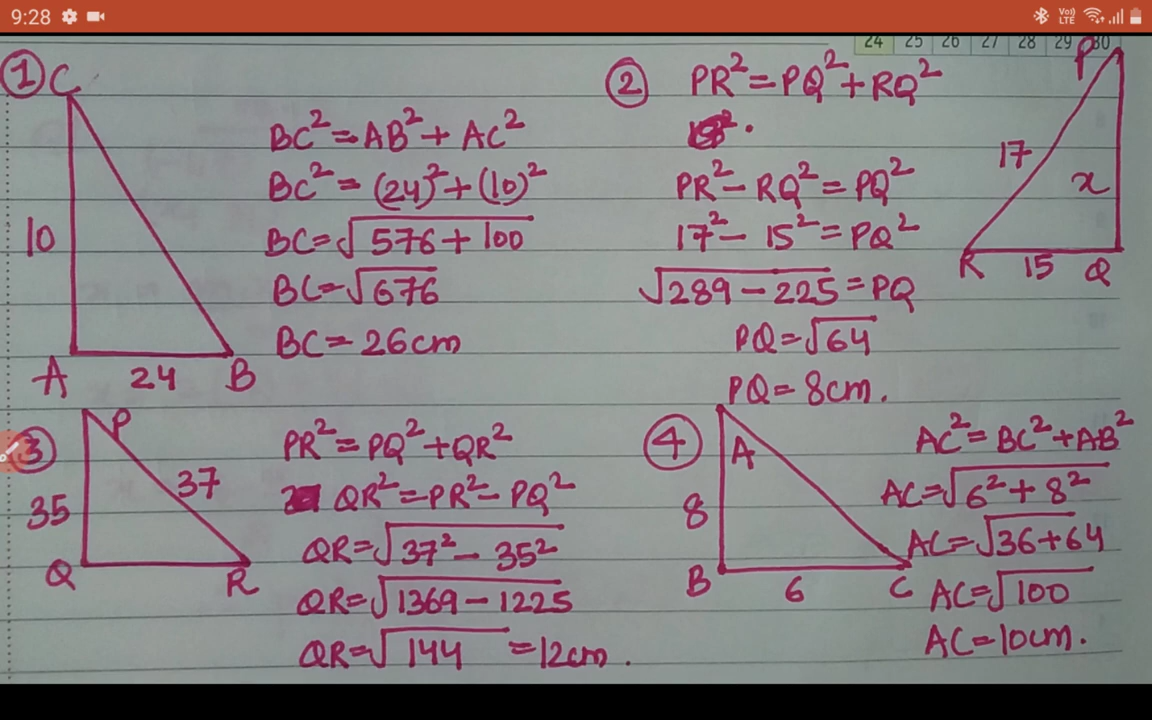 9:28
Vo)) LTE
24 25 26 27 28 29 30
① C
10
A 24 B
BC² = AB² + AC²
BC² = (24)² + (10)²
BC = √576 + 100
BC = √676
BC = 26cm
② PR² = PQ² + RQ²
PR² - RQ² = PQ²
17² - 15² = PQ²
√289 - 225 = PQ
PQ = √64
PQ = 8cm.
P
17
x
R 15 Q
③ P
37
35
Q R
PR² = PQ² + QR²
QR² = PR² - PQ²
QR = √37² - 35²
QR = √1369 - 1225
QR = √144 = 12cm.
④ A
8
B 6 C
AC² = BC² + AB²
AC = √6² + 8²
AC = √36 + 64
AC = √100
AC = 10cm.